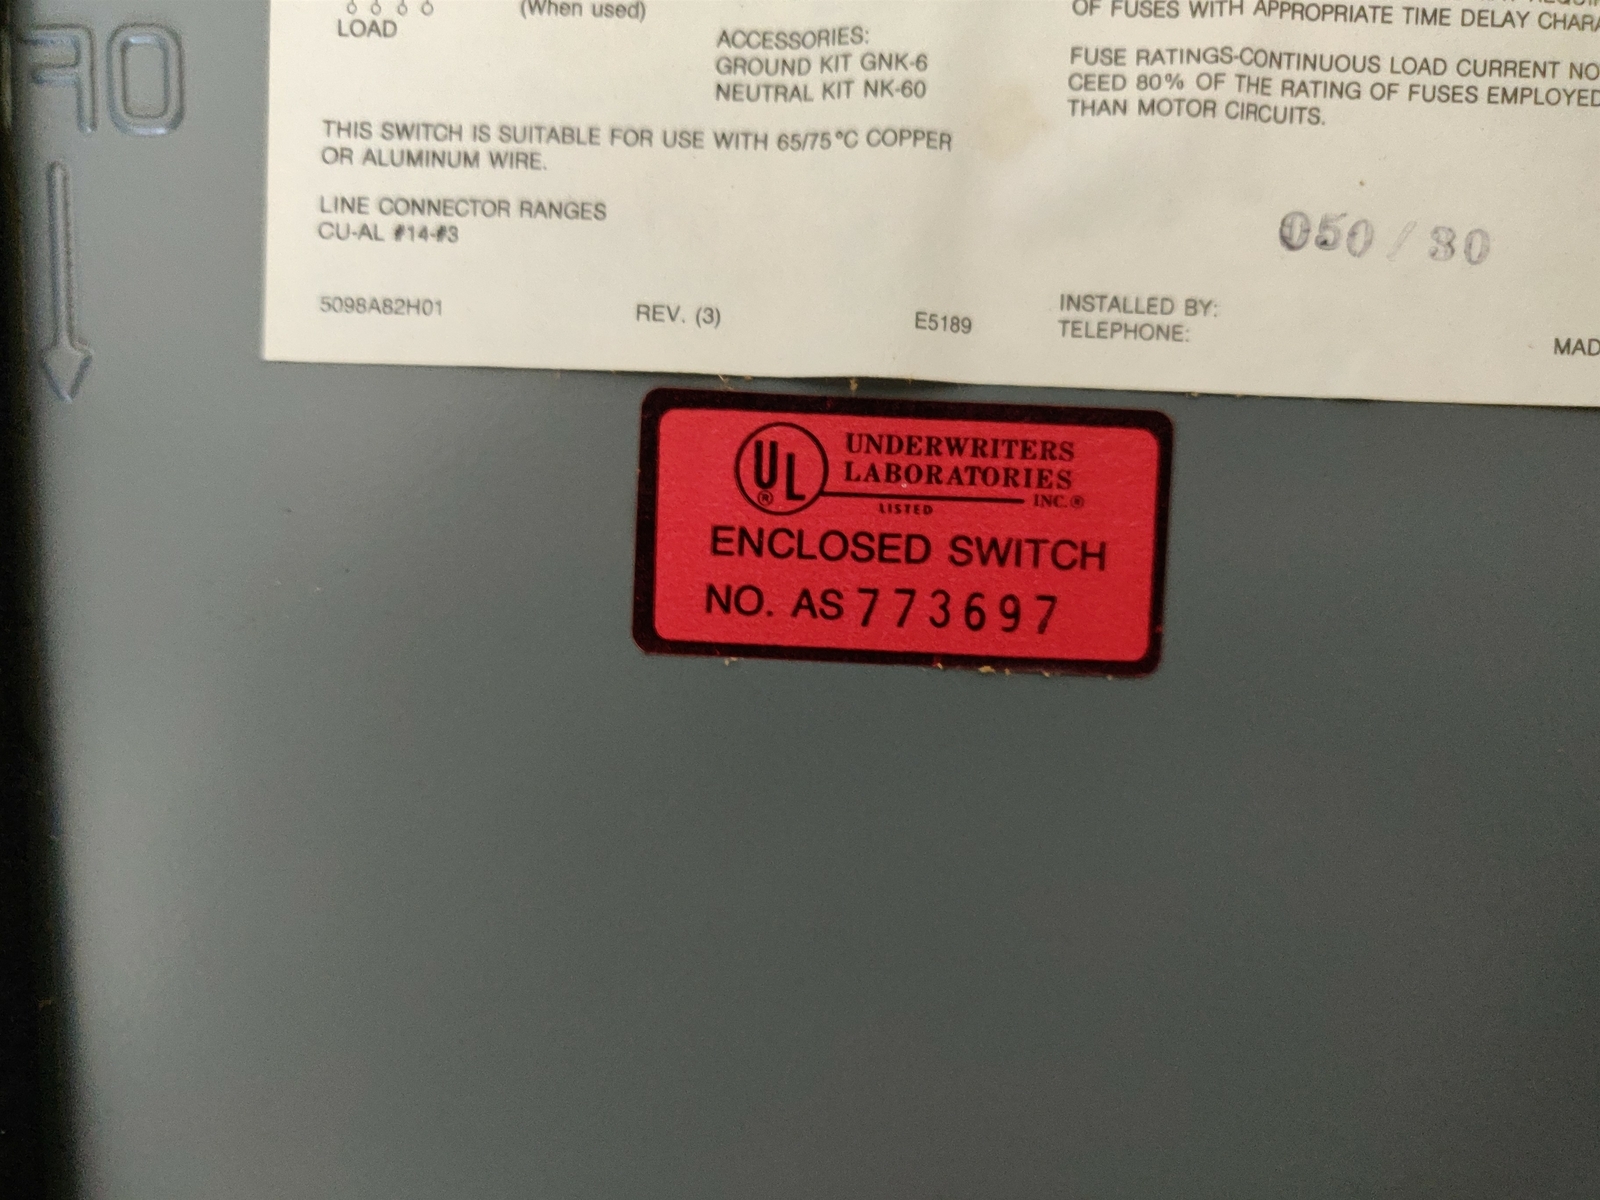 LOAD
(When used)
ACCESSORIES:
GROUND KIT GNK-6
NEUTRAL KIT NK-60
OF FUSES WITH APPROPRIATE TIME DELAY CHARA
FUSE RATINGS-CONTINUOUS LOAD CURRENT NO
CEED 80% OF THE RATING OF FUSES EMPLOYED
THAN MOTOR CIRCUITS.
THIS SWITCH IS SUITABLE FOR USE WITH 65/75°C COPPER
OR ALUMINUM WIRE.
LINE CONNECTOR RANGES
CU-AL #14-#3
050/80
5098A82H01
REV. (3)
E5189
INSTALLED BY:
TELEPHONE:
MAD
UL®
UNDERWRITERS
LABORATORIES
INC.®
LISTED
ENCLOSED SWITCH
NO. AS773697